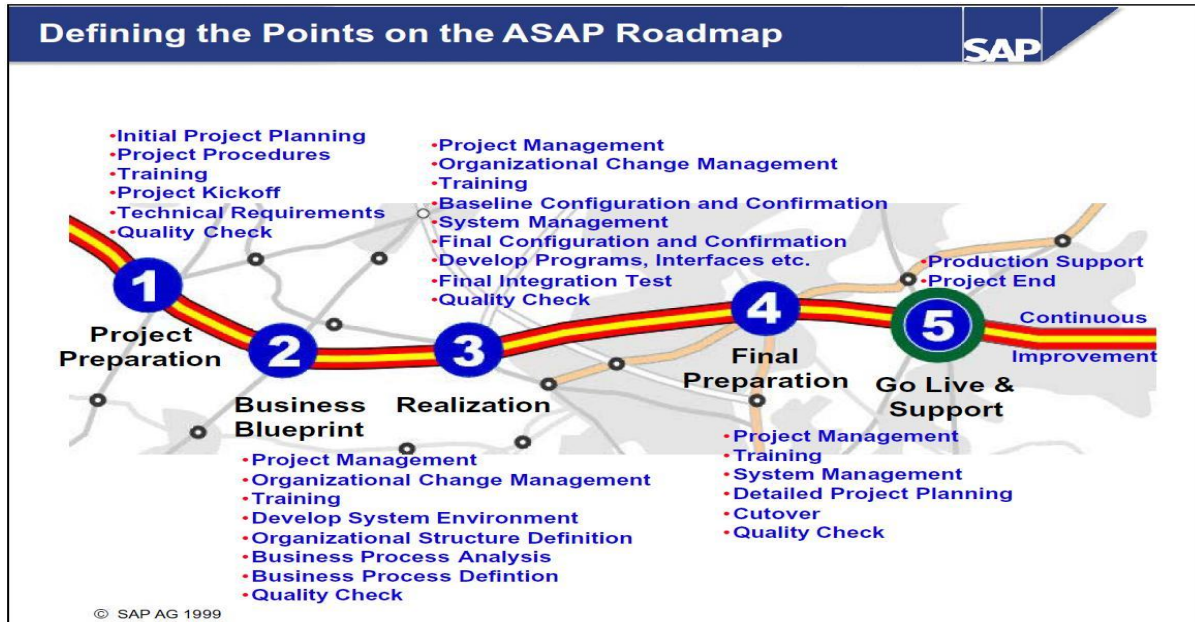 Defining the Points on the ASAP Roadmap
SAP
•Initial Project Planning
•Project Procedures
•Training
•Project Kickoff
•Technical Requirements
•Quality Check
1
Project
Preparation
2
Business
Blueprint
•Project Management
•Organizational Change Management
•Training
•Develop System Environment
•Organizational Structure Definition
•Business Process Analysis
•Business Process Defintion
•Quality Check
•Project Management
•Organizational Change Management
•Training
•Baseline Configuration and Confirmation
•System Management
•Final Configuration and Confirmation
•Develop Programs, Interfaces etc.
•Final Integration Test
•Quality Check
3
Realization
4
Final
Preparation
•Project Management
•Training
•System Management
•Detailed Project Planning
•Cutover
•Quality Check
•Production Support
•Project End
5
Go Live &
Support
Continuous
Improvement
© SAP AG 1999